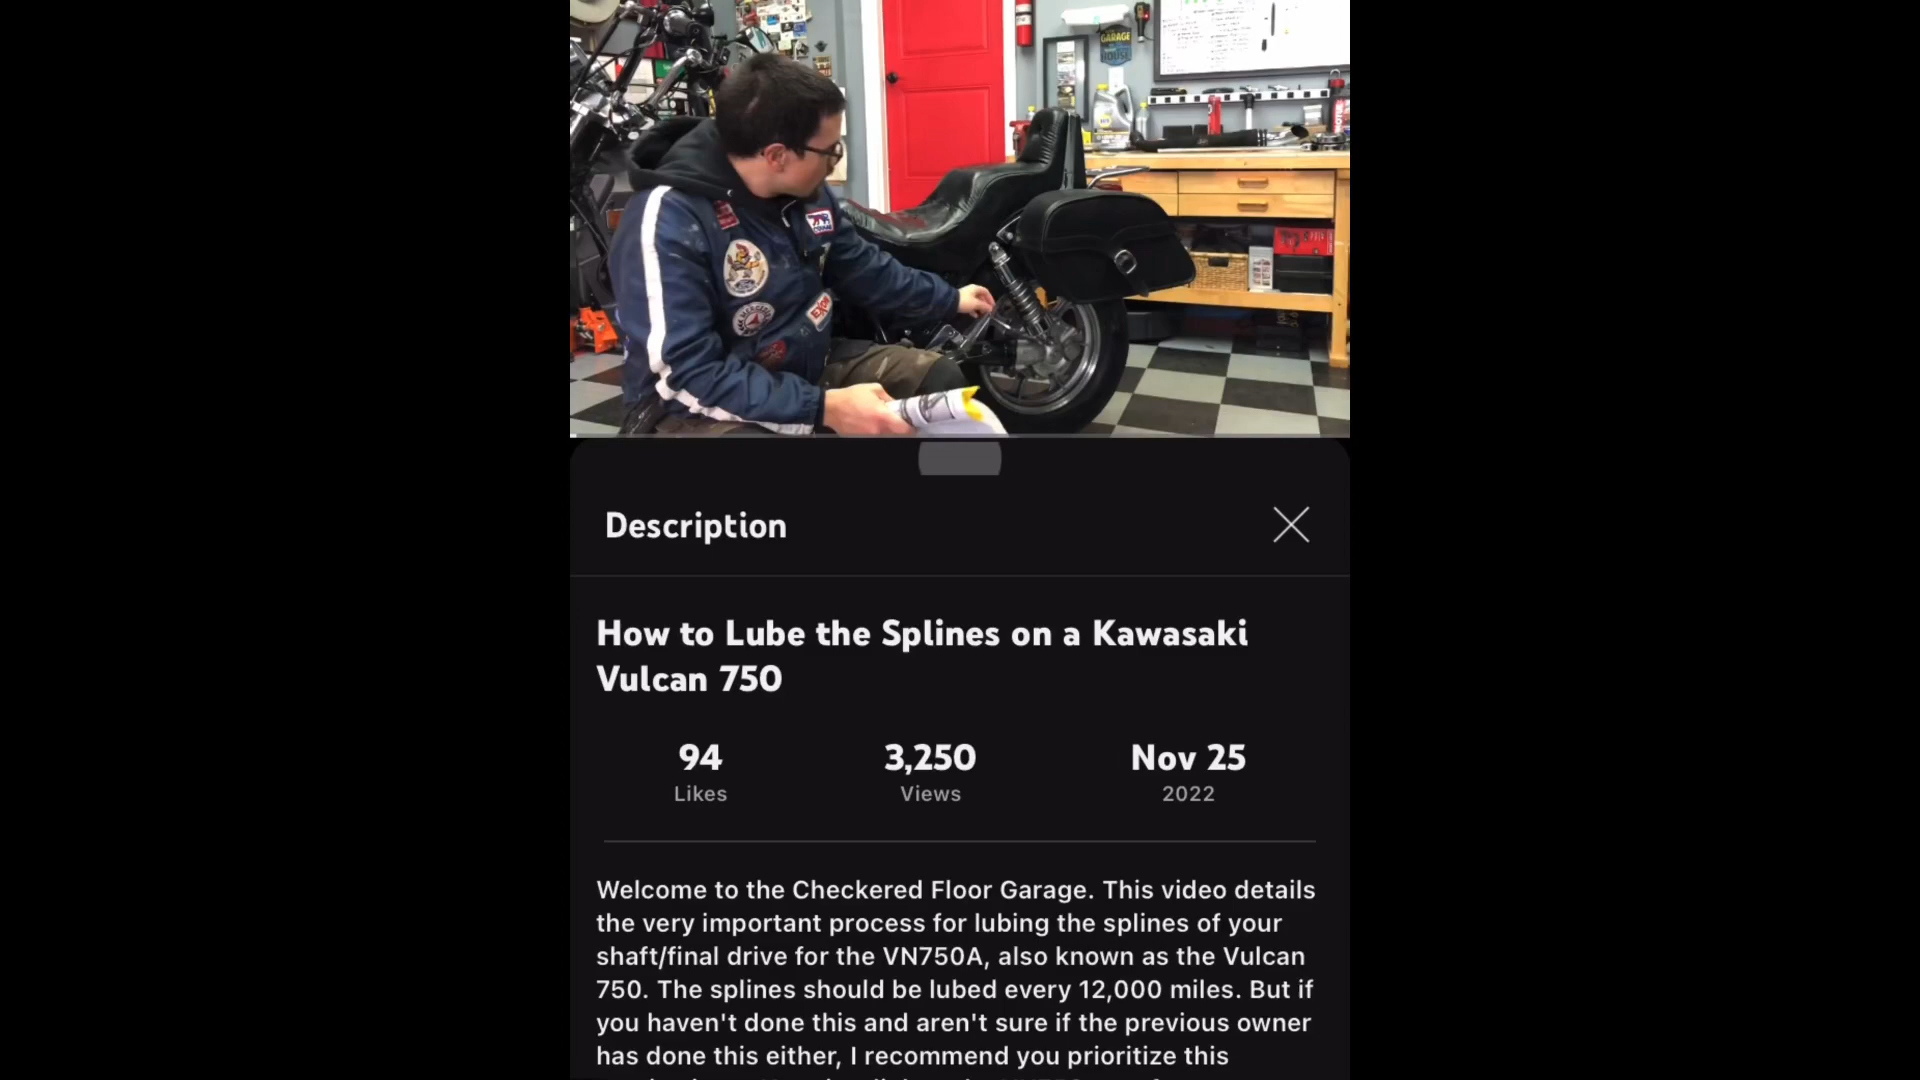 GARAGE
HOUSE
EXXON
Description
How to Lube the Splines on a Kawasaki
Vulcan 750
94
Likes
3,250
Views
Nov 25
2022
Welcome to the Checkered Floor Garage. This video details
the very important process for lubing the splines of your
shaft/final drive for the VN750A, also known as the Vulcan
750. The splines should be lubed every 12,000 miles. But if
you haven't done this and aren't sure if the previous owner
has done this either, I recommend you prioritize this